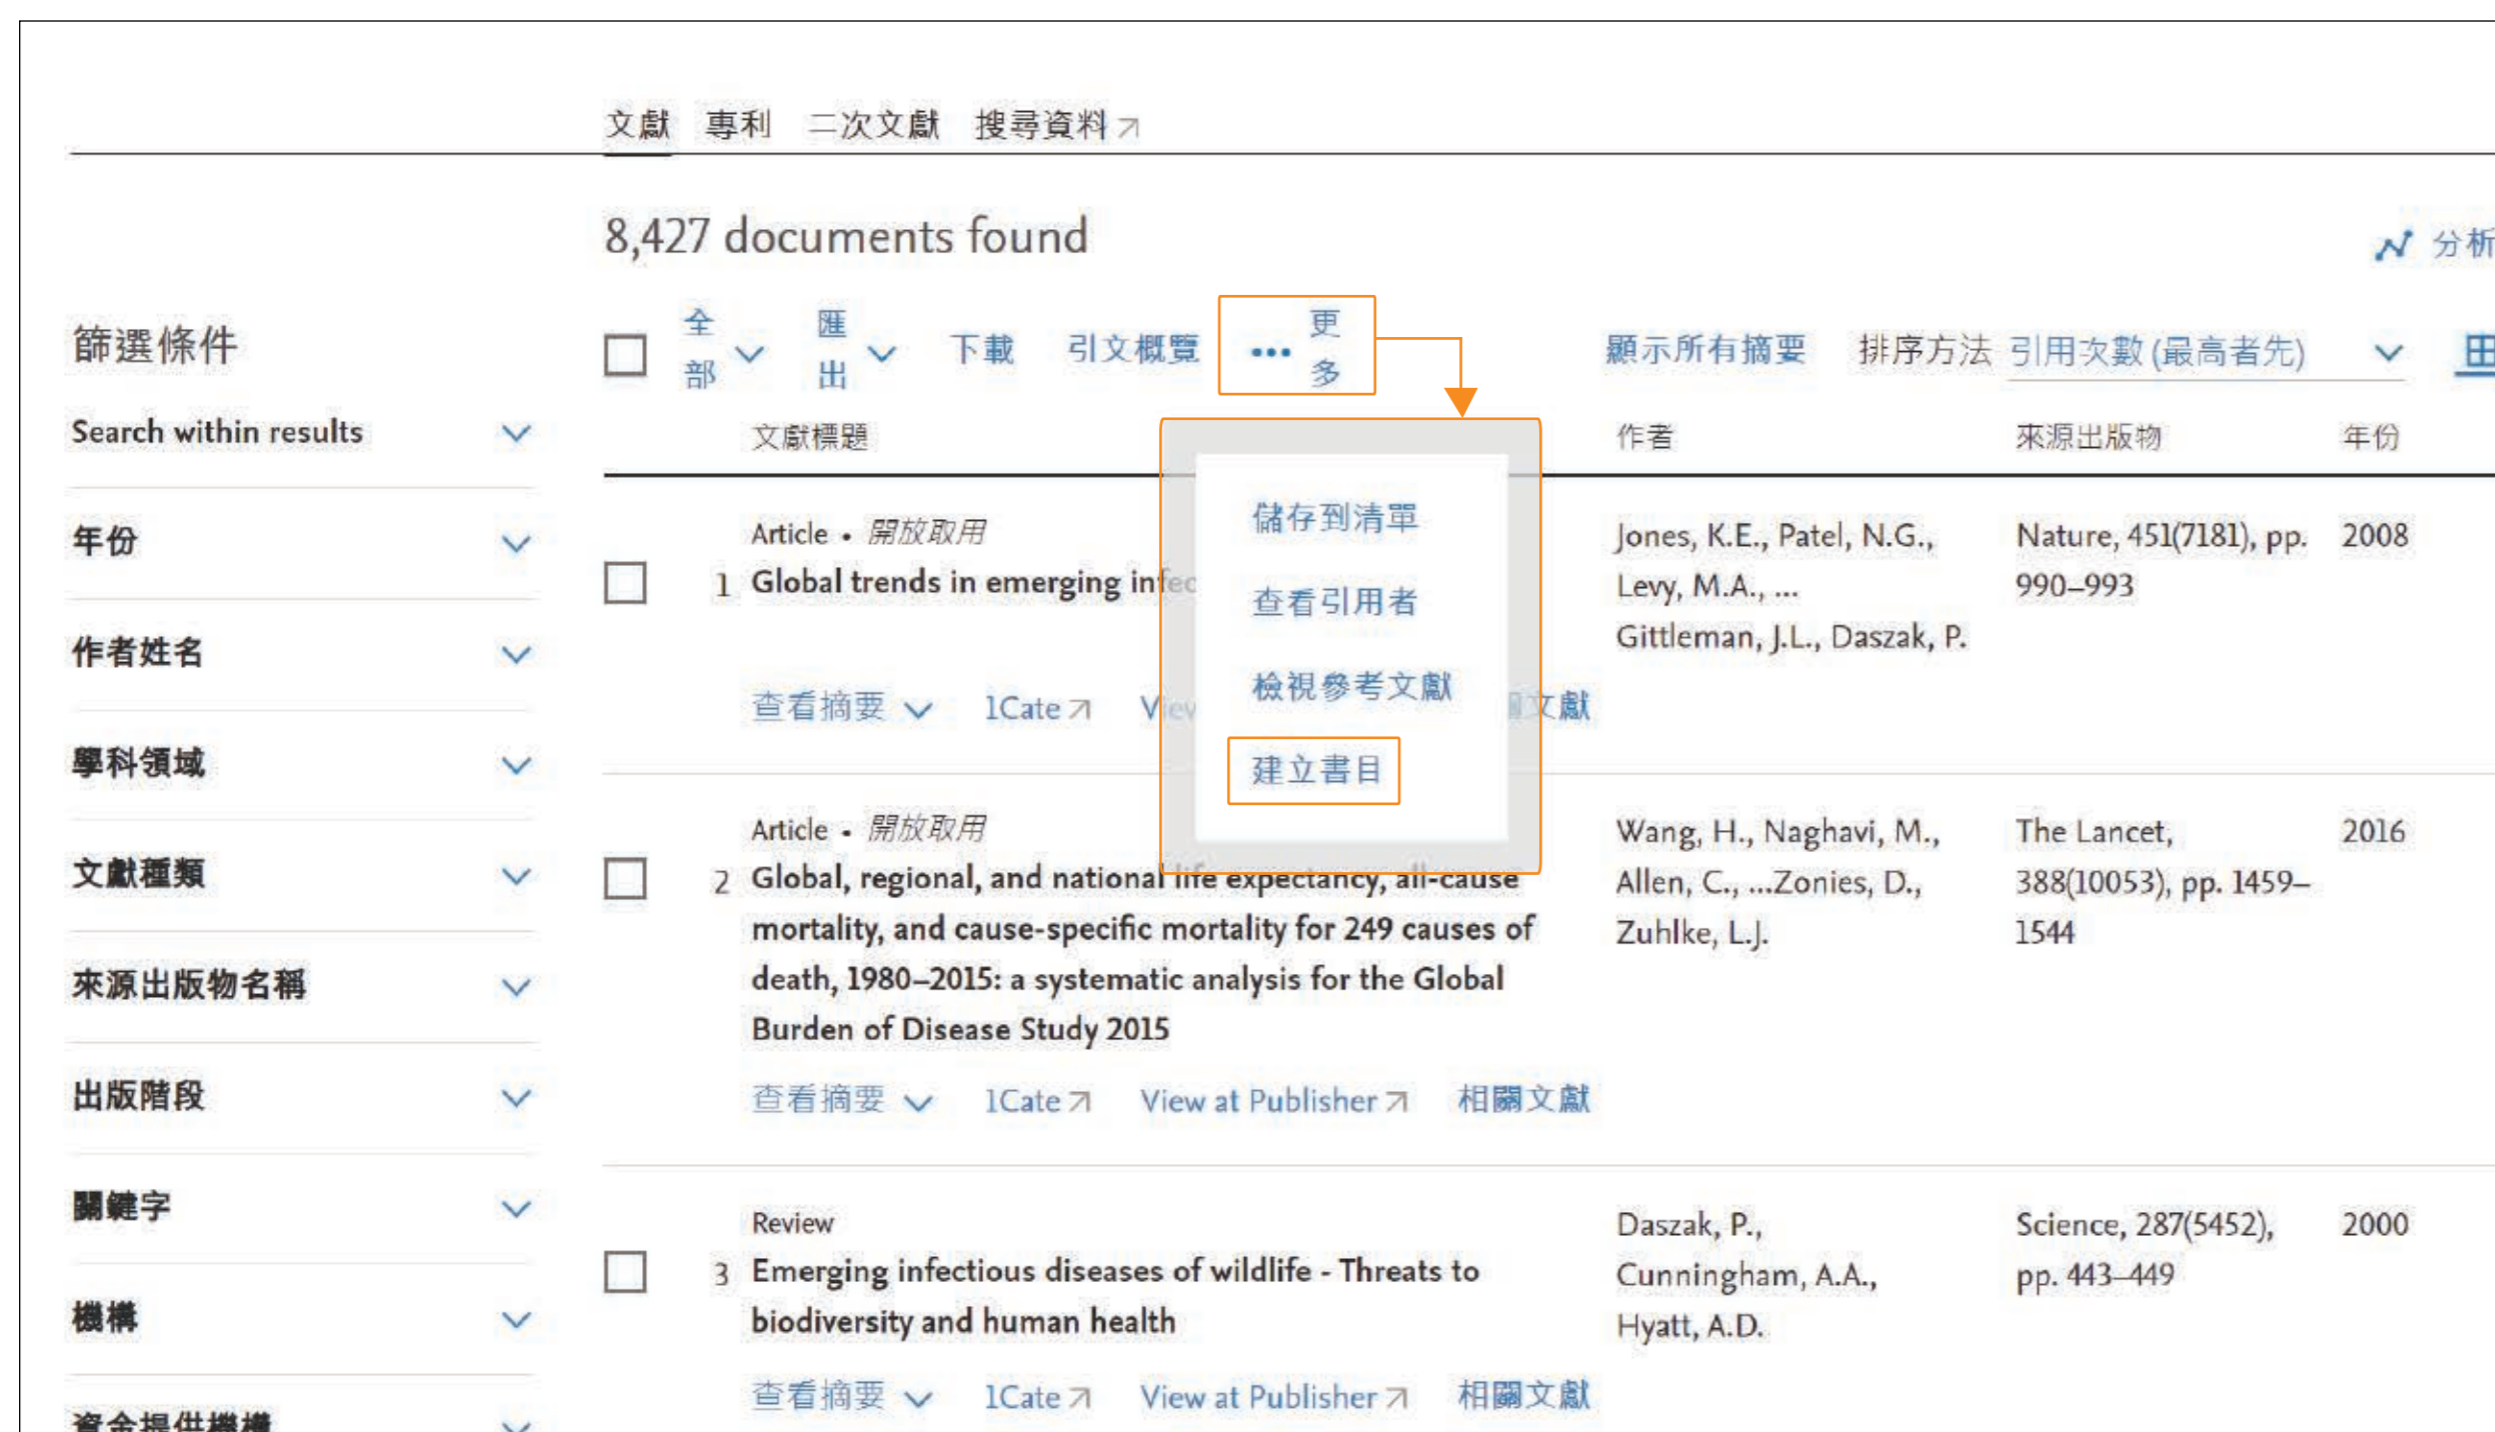 文獻 專利 二次文獻 搜尋資料
8,427 documents found
分析
篩選條件
全部 匯出 下載 引文概覽 ••• 更多 顯示所有摘要 排序方法 引用次數 (最高者先)
Search within results
年份
作者姓名
學科領域
文獻種類
來源出版物名稱
出版階段
關鍵字
機構
資金提供機構
文獻標題 作者 來源出版物 年份
儲存到清單
查看引用者
檢視參考文獻
建立書目
Article • 開放取用
1 Global trends in emerging infec
Jones, K.E., Patel, N.G.,
Levy, M.A., ...
Gittleman, J.L., Daszak, P.
Nature, 451(7181), pp.
990–993
2008
查看摘要 1Cate View 文獻
Article • 開放取用
2 Global, regional, and national life expectancy, all-cause
mortality, and cause-specific mortality for 249 causes of
death, 1980–2015: a systematic analysis for the Global
Burden of Disease Study 2015
Wang, H., Naghavi, M.,
Allen, C., ...Zonies, D.,
Zuhlke, L.J.
The Lancet,
388(10053), pp. 1459–
1544
2016
查看摘要 1Cate View at Publisher 相關文獻
Review
3 Emerging infectious diseases of wildlife - Threats to
biodiversity and human health
Daszak, P.,
Cunningham, A.A.,
Hyatt, A.D.
Science, 287(5452),
pp. 443–449
2000
查看摘要 1Cate View at Publisher 相關文獻